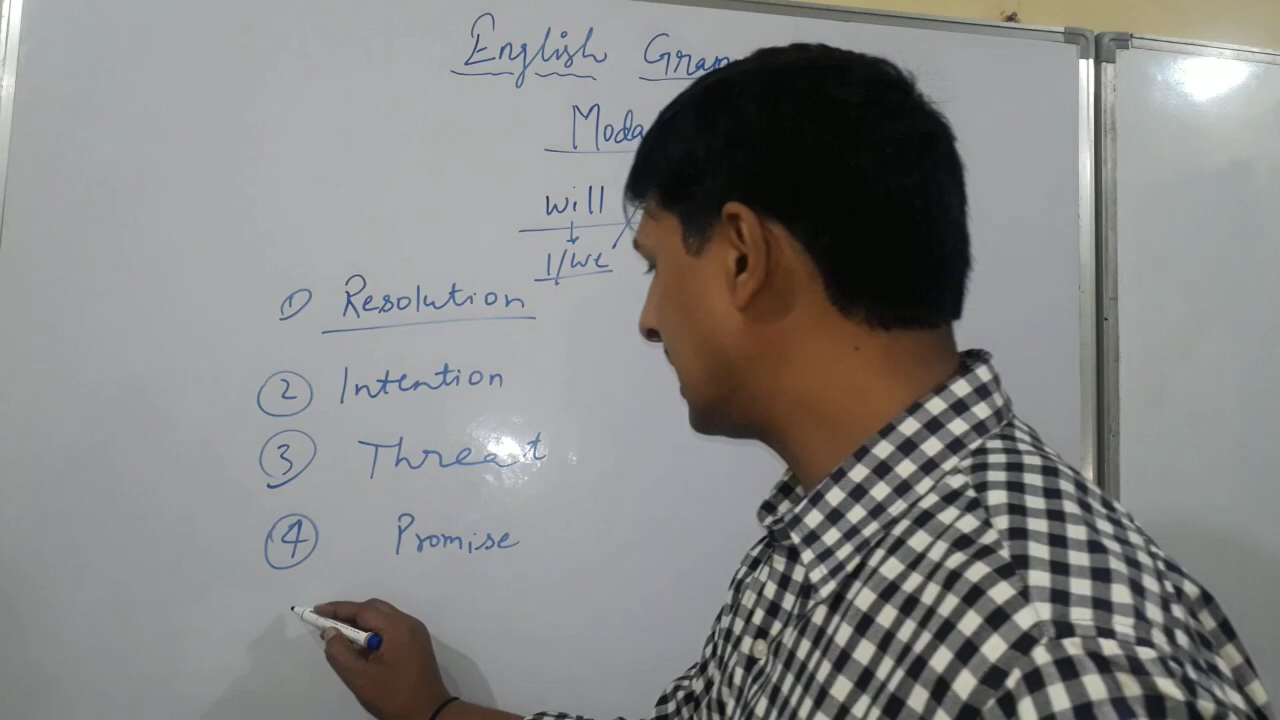 English Gram
Moda
will
I/We
1) Resolution
2 Intention
3 Threat
4 Promise